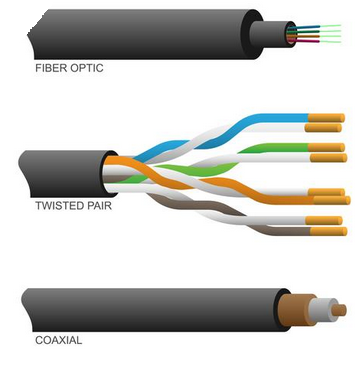 FIBER OPTIC
TWISTED PAIR
COAXIAL